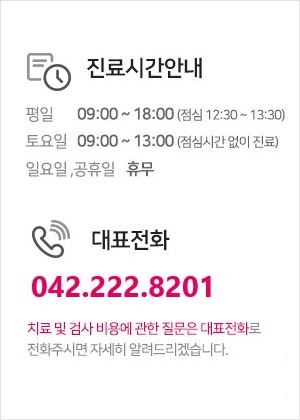 진료시간안내
평일 09:00 ~ 18:00 (점심 12:30 ~ 13:30)
토요일 09:00 ~ 13:00 (점심시간 없이 진료)
일요일 ,공휴일 휴무
대표전화
042.222.8201
치료 및 검사 비용에 관한 질문은 대표전화로
전화주시면 자세히 알려드리겠습니다.